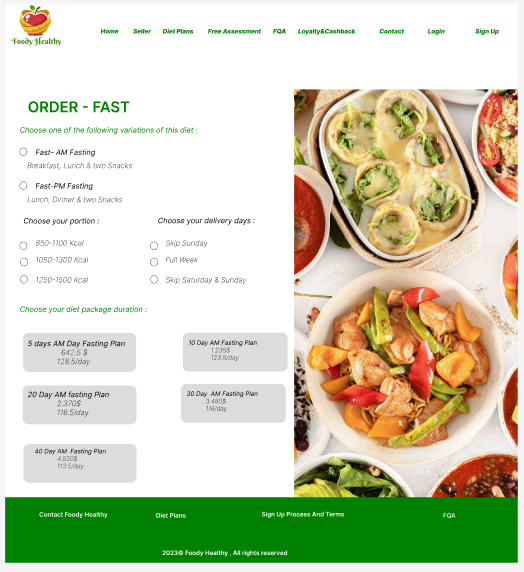 Foody Healthy
Home Seller Diet Plans Free Assessment FQA Loyalty&Cashback Contact Login Sign Up
ORDER - FAST
Choose one of the following variations of this diet :
Fast- AM Fasting
Breakfast, Lunch & two Snacks
Fast-PM Fasting
Lunch, Dinner & two Snacks
Choose your portion : Choose your delivery days :
850-1100 Kcal Skip Sunday
1050-1300 Kcal Full Week
1250-1500 Kcal Skip Saturday & Sunday
Choose your diet package duration :
5 days AM Day Fasting Plan
642.5 $
128.5/day
10 Day AM Fasting Plan
1.235$
123.5/day
20 Day AM fasting Plan
2.370$
118.5/day
30 Day AM Fasting Plan
3.480$
116/day
40 Day AM Fasting Plan
4.520$
113.5/day
Contact Foody Healthy Diet Plans Sign Up Process And Terms FQA
2023© Foody Healthy , All rights reserved